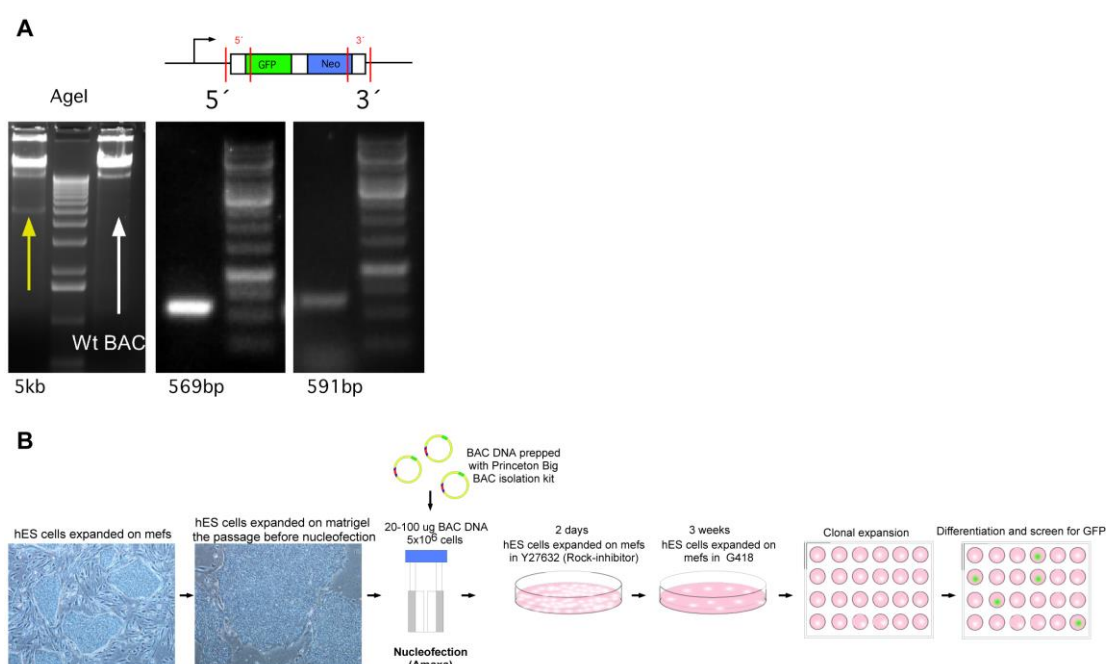 A
5´ 3´
GFP Neo
AgeI 5´ 3´
Wt BAC
5kb 569bp 591bp
B
BAC DNA prepped
with Princeton Big
BAC isolation kit
hES cells expanded on mefs
hES cells expanded on matrigel
the passage before nucleofection
20-100 ug BAC DNA
5x10⁶ cells
2 days
hES cells expanded on mefs
in Y27632 (Rock-inhibitor)
3 weeks
hES cells expanded on
mefs in G418
Clonal expansion
Differentiation and screen for GFP
Nucleofection
(Amaxa)